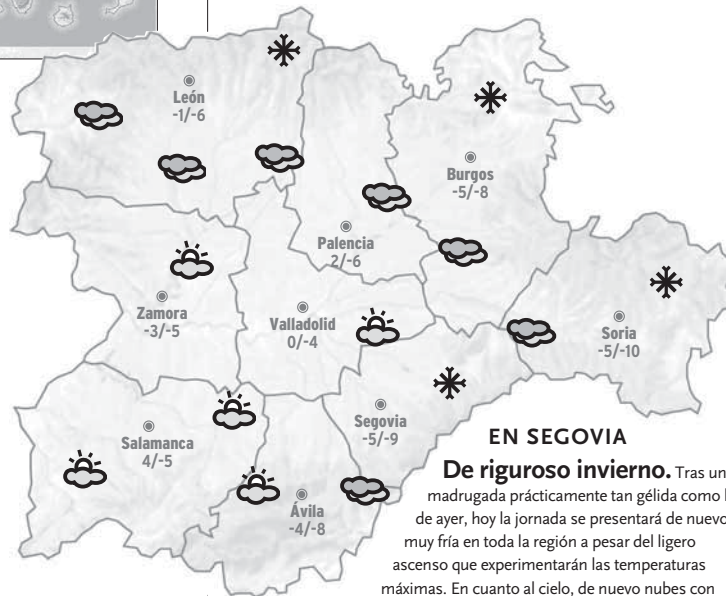 León
-1/-6
Burgos
-5/-8
Palencia
2/-6
Zamora
-3/-5
Valladolid
0/-4
Soria
-5/-10
Salamanca
4/-5
Segovia
-5/-9
Ávila
-4/-8
EN SEGOVIA
De riguroso invierno. Tras
madrugada prácticamente tan gélida como
de ayer, hoy la jornada se presentará de nuevo
muy fría en toda la región a pesar del ligero
ascenso que experimentarán las temperaturas
máximas. En cuanto al cielo, de nuevo nubes con